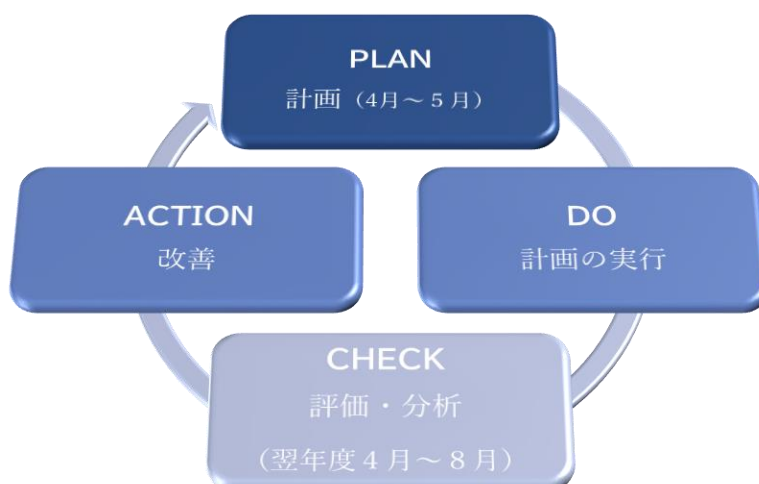 PLAN
計画（4月～５月）
ACTION
改善
DO
計画の実行
CHECK
評価・分析
（翌年度４月～８月）